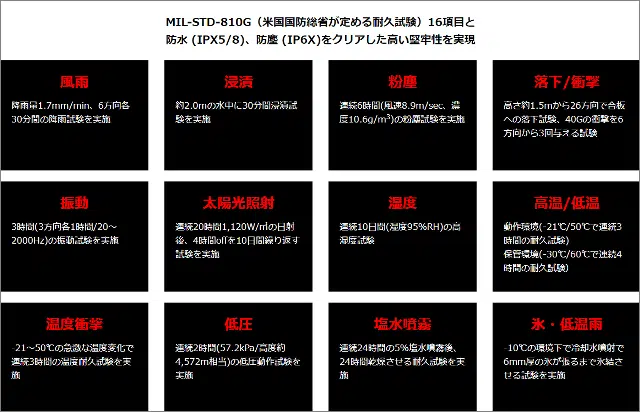 MIL-STD-810G（米国国防総省が定める耐久試験）16項目と
防水 (IPX5/8)、防塵 (IP6X)をクリアした高い堅牢性を実現
風雨
降雨量1.7mm/min、6方向各
30分間の降雨試験を実施
浸漬
約2.0mの水中に30分間浸漬試
験を実施
粉塵
連続6時間(風速8.9m/sec、濃
度10.6g/m³)の粉塵試験を実施
落下/衝撃
高さ約1.5mから26方向で合板
への落下試験、40Gの衝撃を6
方向から3回与える試験
振動
3時間(3方向各1時間/20～
2000Hz)の振動試験を実施
太陽光照射
連続20時間1,120W/㎡の日射
後、4時間offを10日間繰り返す
試験を実施
湿度
連続10日間(湿度95%RH)の高
湿度試験
高温/低温
動作環境(-21℃/50℃で連続3
時間の耐久試験)
保管環境(-30℃/60℃で連続4
時間の耐久試験)
温度衝撃
-21～50℃の急激な温度変化で
連続3時間の温度耐久試験を実
施
低圧
連続2時間(57.2kPa/高度約
4,572m相当)の低圧動作試験を
実施
塩水噴霧
連続24時間の5%塩水噴霧後、
24時間乾燥させる耐久試験を実
施
氷・低温雨
-10℃の環境下で冷却水噴射で
6mm厚の氷が張るまで氷結さ
せる試験を実施